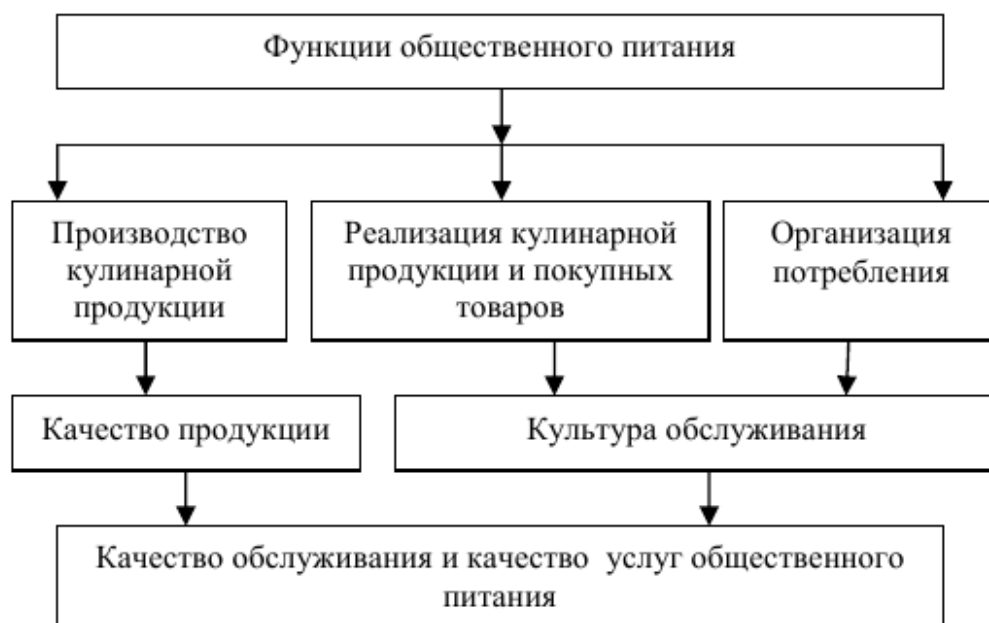 Функции общественного питания
Производство
кулинарной
продукции
Реализация кулинарной
продукции и покупных
товаров
Организация
потребления
Качество продукции
Культура обслуживания
Качество обслуживания и качество услуг общественного
питания